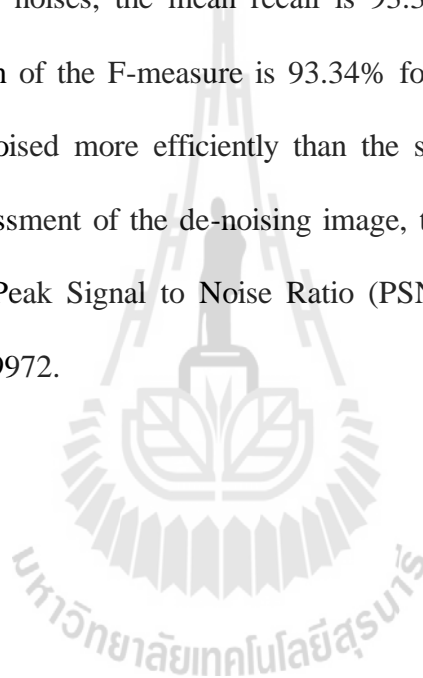 noises, the mean recall is 93.3
of the F-measure is 93.34% fo
oised more efficiently than the s
ssment of the de-noising image, t
Peak Signal to Noise Ratio (PSN
9972.
มหาวิทยาลัยเทคโนโลยีสุรนารี